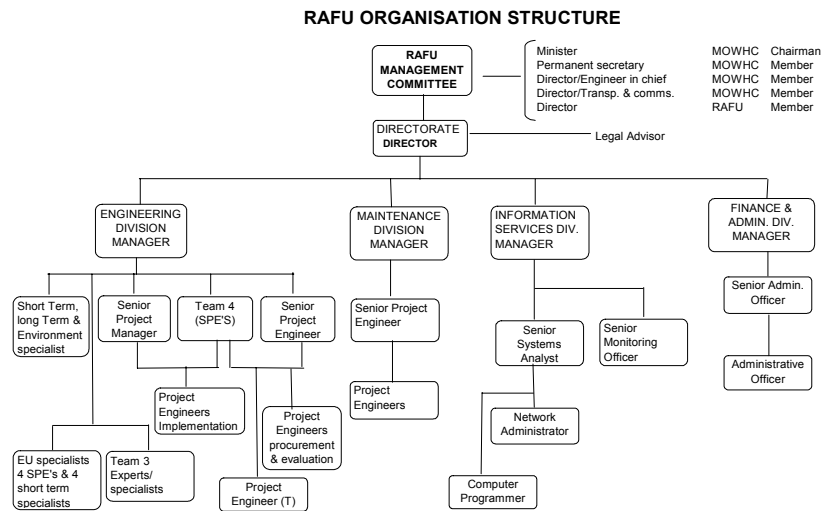 RAFU ORGANISATION STRUCTURE
RAFU
MANAGEMENT
COMMITTEE
Minister MOWHC Chairman
Permanent secretary MOWHC Member
Director/Engineer in chief MOWHC Member
Director/Transp. & comms. MOWHC Member
Director RAFU Member
DIRECTORATE
DIRECTOR
Legal Advisor
ENGINEERING
DIVISION
MANAGER
MAINTENANCE
DIVISION
MANAGER
INFORMATION
SERVICES DIV.
MANAGER
FINANCE &
ADMIN. DIV.
MANAGER
Short Term,
long Term &
Environment
specialist
Senior
Project
Manager
Team 4
(SPE'S)
Senior
Project
Engineer
Senior Project
Engineer
Senior
Systems
Analyst
Senior
Monitoring
Officer
Senior Admin.
Officer
Project
Engineers
Implementation
Project
Engineers
procurement
& evaluation
Project
Engineers
Network
Administrator
Administrative
Officer
EU specialists
4 SPE's & 4
short term
specialists
Team 3
Experts/
specialists
Project
Engineer (T)
Computer
Programmer